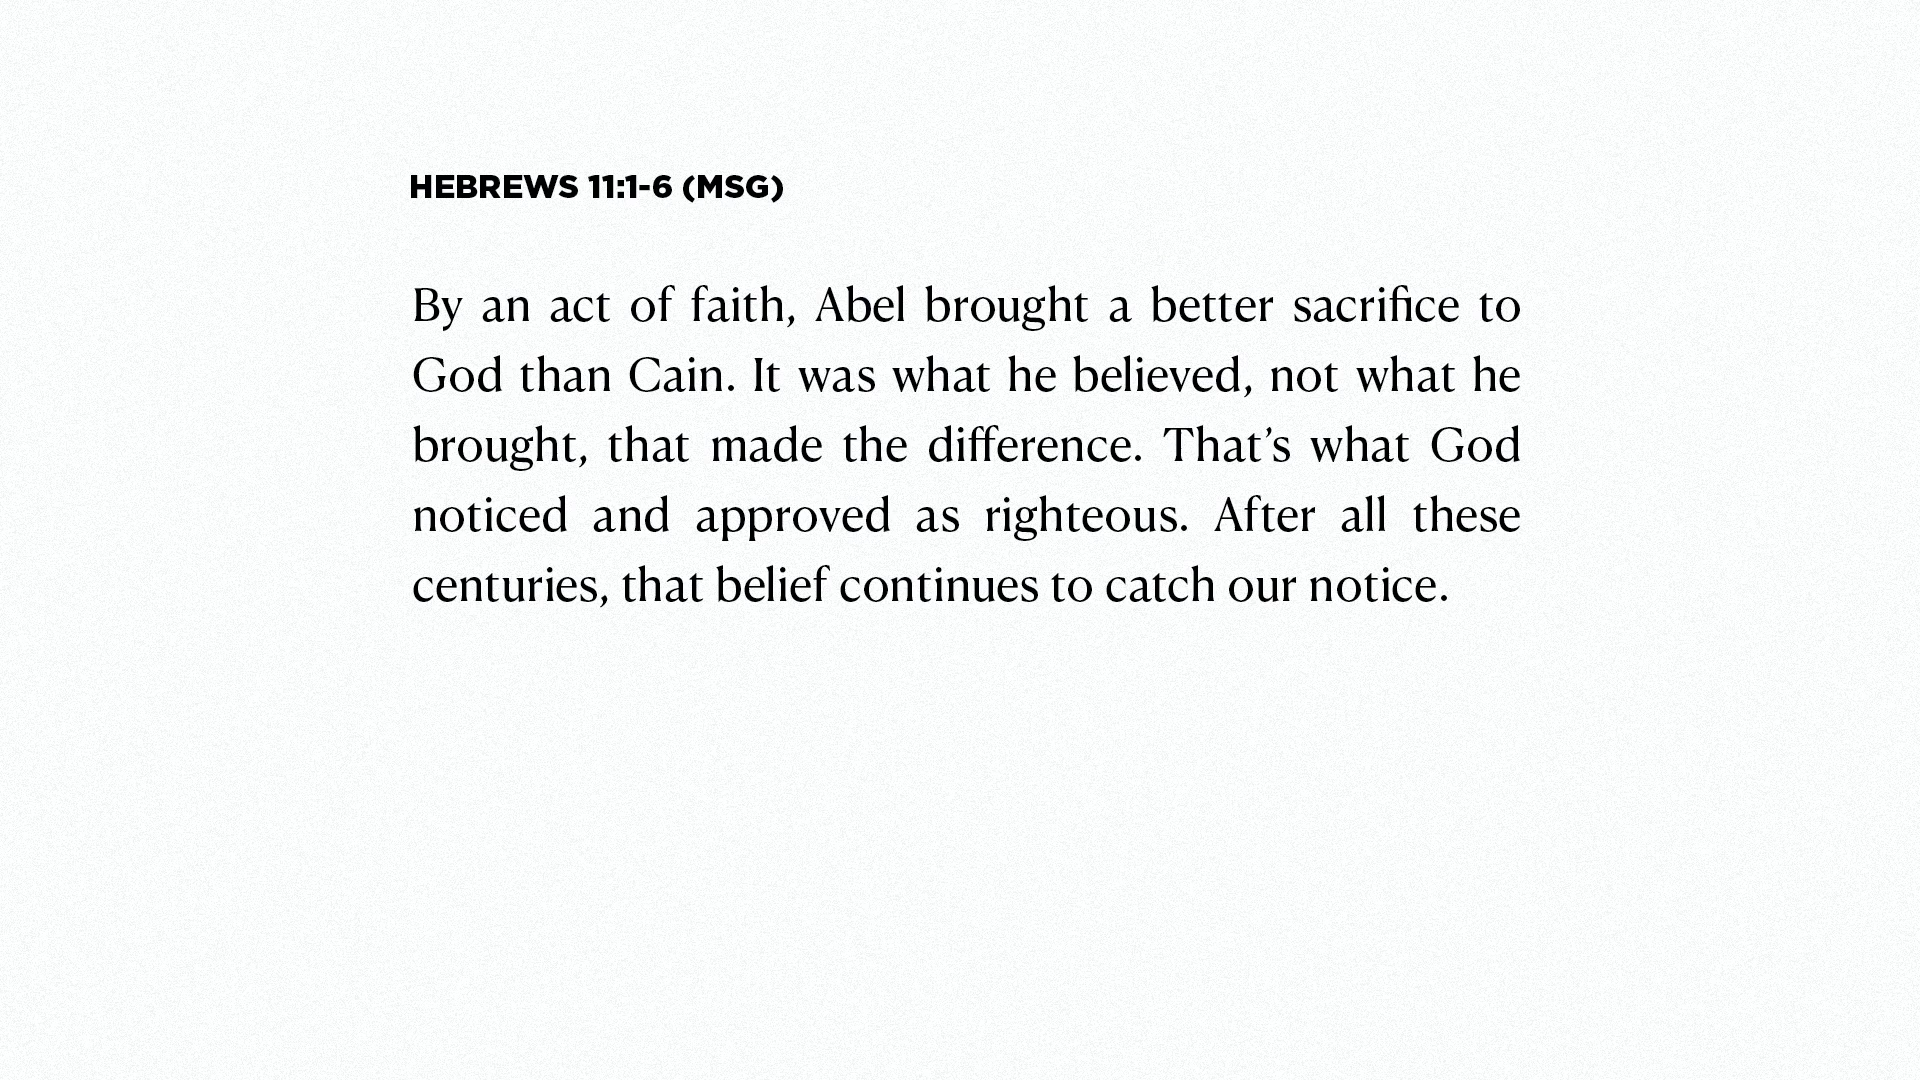 HEBREWS 11:1-6 (MSG)
By an act of faith, Abel brought a better sacrifice to
God than Cain. It was what he believed, not what he
brought, that made the difference. That’s what God
noticed and approved as righteous. After all these
centuries, that belief continues to catch our notice.